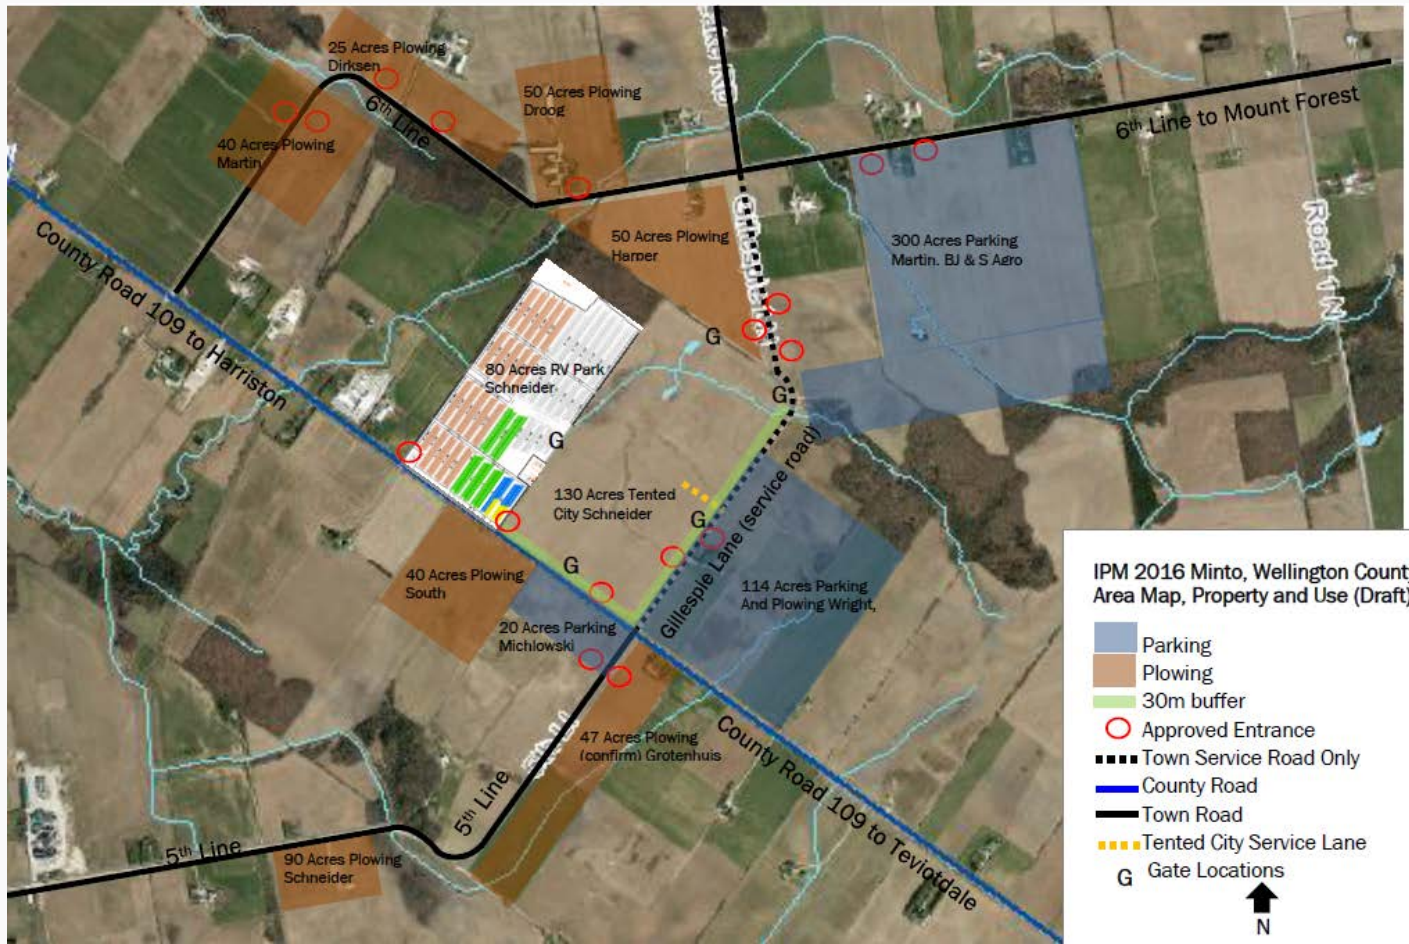 25 Acres Plowing
Dirksen
6th Line
50 Acres Plowing
Droog
40 Acres Plowing
Martin
6th Line to Mount Forest
50 Acres Plowing
Harper
300 Acres Parking
Martin, BJ & S Agro
County Road 109 to Harriston
G
80 Acres RV Park
Schneider
G
G
130 Acres Tented
City Schneider
G
G
Gillespie Lane (service road)
40 Acres Plowing
South
114 Acres Parking
And Plowing Wright,
20 Acres Parking
Michlowski
47 Acres Plowing
(confirm) Grotenhuis
County Road 109 to Teviotdale
5th Line
5th Line
90 Acres Plowing
Schneider
Road 11 N
IPM 2016 Minto, Wellington County
Area Map, Property and Use (Draft)
Parking
Plowing
30m buffer
Approved Entrance
Town Service Road Only
County Road
Town Road
Tented City Service Lane
G Gate Locations
N